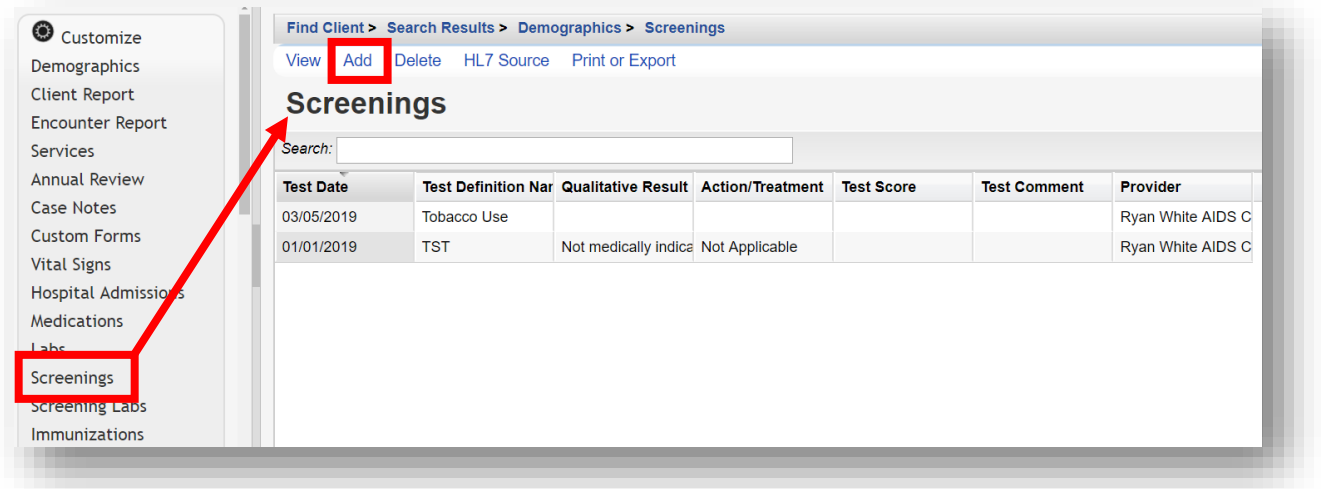 Customize
Demographics
Client Report
Encounter Report
Services
Annual Review
Case Notes
Custom Forms
Vital Signs
Hospital Admissions
Medications
Labs
Screenings
Screening Labs
Immunizations
Find Client > Search Results > Demographics > Screenings
View Add Delete HL7 Source Print or Export
Screenings
Search:
Test Date Test Definition Nar Qualitative Result Action/Treatment Test Score Test Comment Provider
03/05/2019 Tobacco Use Ryan White AIDS C
01/01/2019 TST Not medically indica Not Applicable Ryan White AIDS C